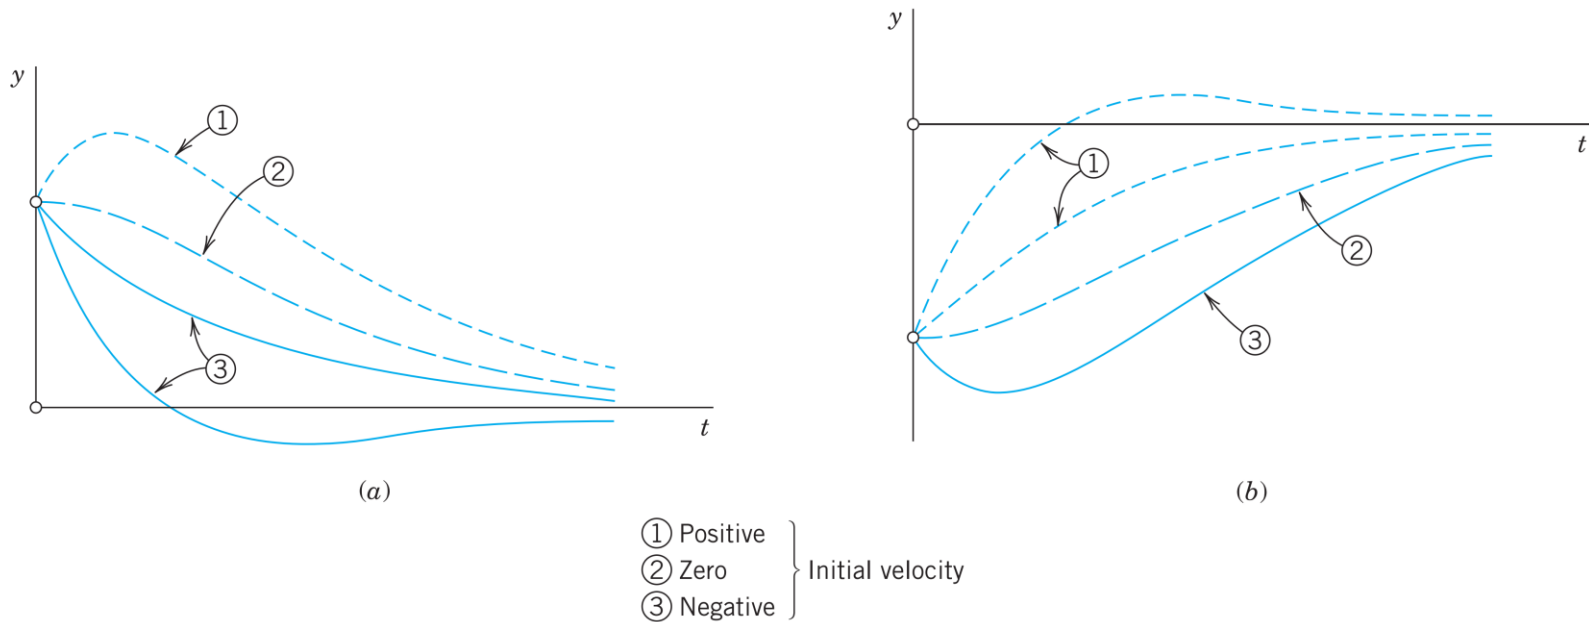 y
①
②
③
t
(a)
y
①
②
③
t
(b)
① Positive
② Zero
③ Negative
Initial velocity